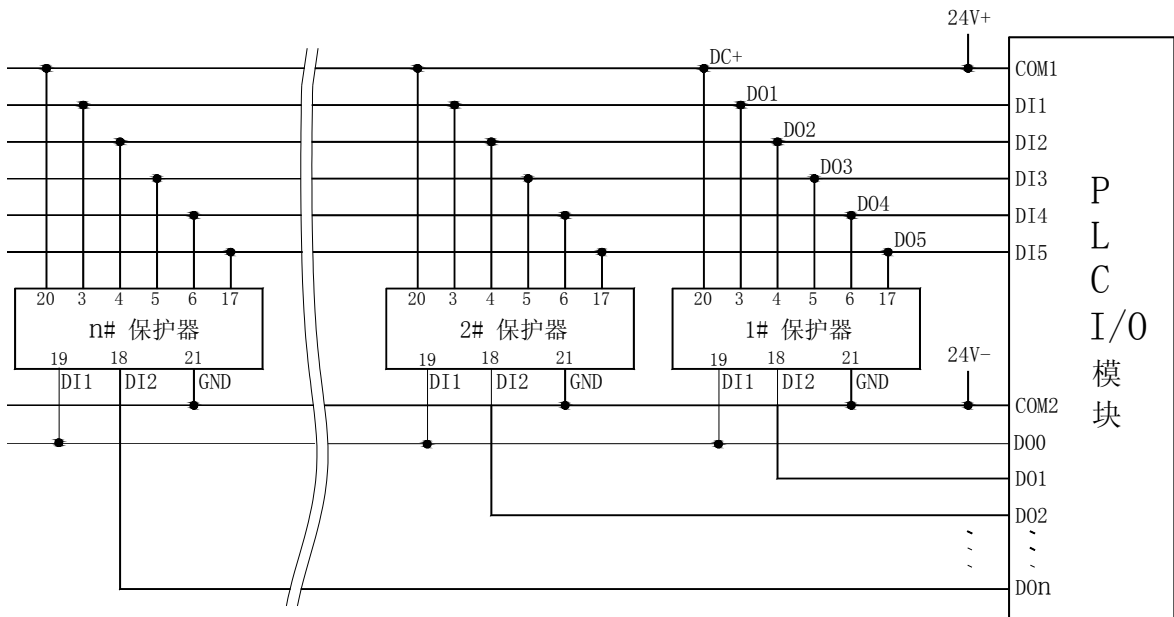 24V+
DC+
COM1
DO1
DI1
DO2
DI2
DO3
DI3
DO4
DI4
DO5
DI5
PLC I/O 模块
20 3 4 5 6 17
20 3 4 5 6 17
20 3 4 5 6 17
n# 保护器
2# 保护器
1# 保护器
19 18 21
19 18 21
19 18 21
24V-
DI1 DI2 GND
DI1 DI2 GND
DI1 DI2 GND
COM2
DO0
DO1
DO2
DOn